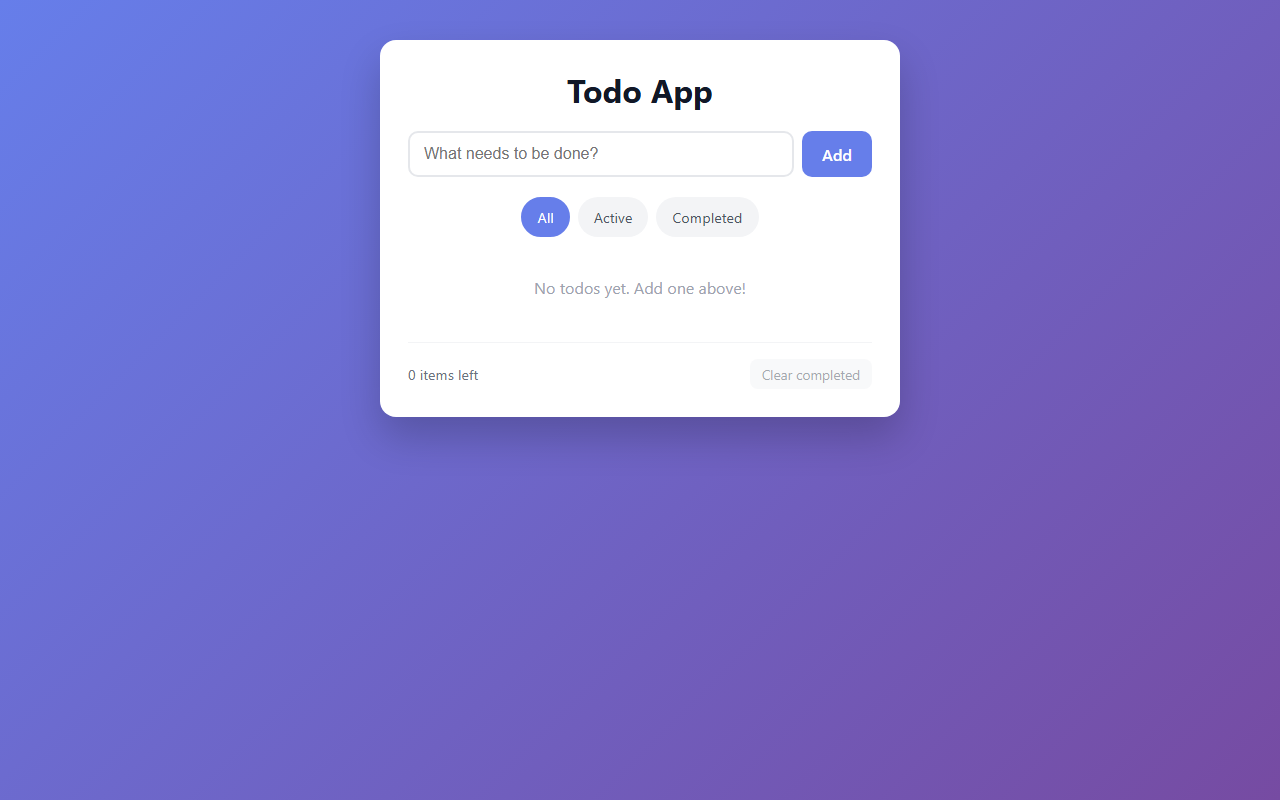 Todo App
What needs to be done?
Add
All
Active
Completed
No todos yet. Add one above!
0 items left
Clear completed